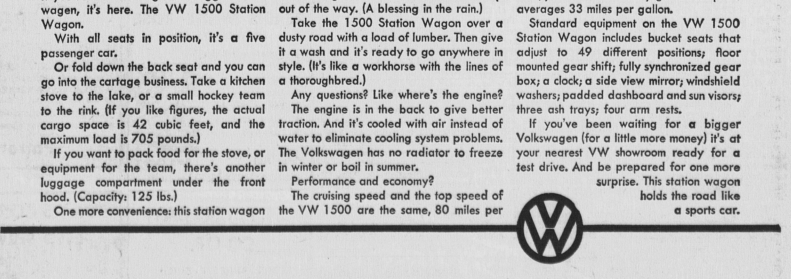 wagen, it's here. The VW 1500 Station
Wagon.
With all seats in position, it's a five
passenger car.
Or fold down the back seat and you can
go into the cartage business. Take a kitchen
stove to the lake, or a small hockey team
to the rink. (If you like figures, the actual
cargo space is 42 cubic feet, and the
maximum load is 705 pounds.)
If you want to pack food for the stove, or
equipment for the team, there's another
luggage compartment under the front
hood. (Capacity: 125 lbs.)
One more convenience: this station wagon
out of the way. (A blessing in the rain.)
Take the 1500 Station Wagon over a
dusty road with a load of lumber. Then give
it a wash and it's ready to go anywhere in
style. (It's like a workhorse with the lines of
a thoroughbred.)
Any questions? Like where's the engine?
The engine is in the back to give better
traction. And it's cooled with air instead of
water to eliminate cooling system problems.
The Volkswagen has no radiator to freeze
in winter or boil in summer.
Performance and economy?
The cruising speed and the top speed of
the VW 1500 are the same, 80 miles per
averages 33 miles per gallon.
Standard equipment on the VW 1500
Station Wagon includes bucket seats that
adjust to 49 different positions; floor
mounted gear shift; fully synchronized gear
box; a clock; a side view mirror; windshield
washers; padded dashboard and sun visors;
three ash trays; four arm rests.
If you've been waiting for a bigger
Volkswagen (for a little more money) it's at
your nearest VW showroom ready for a
test drive. And be prepared for one more
surprise. This station wagon
holds the road like
a sports car.
VW